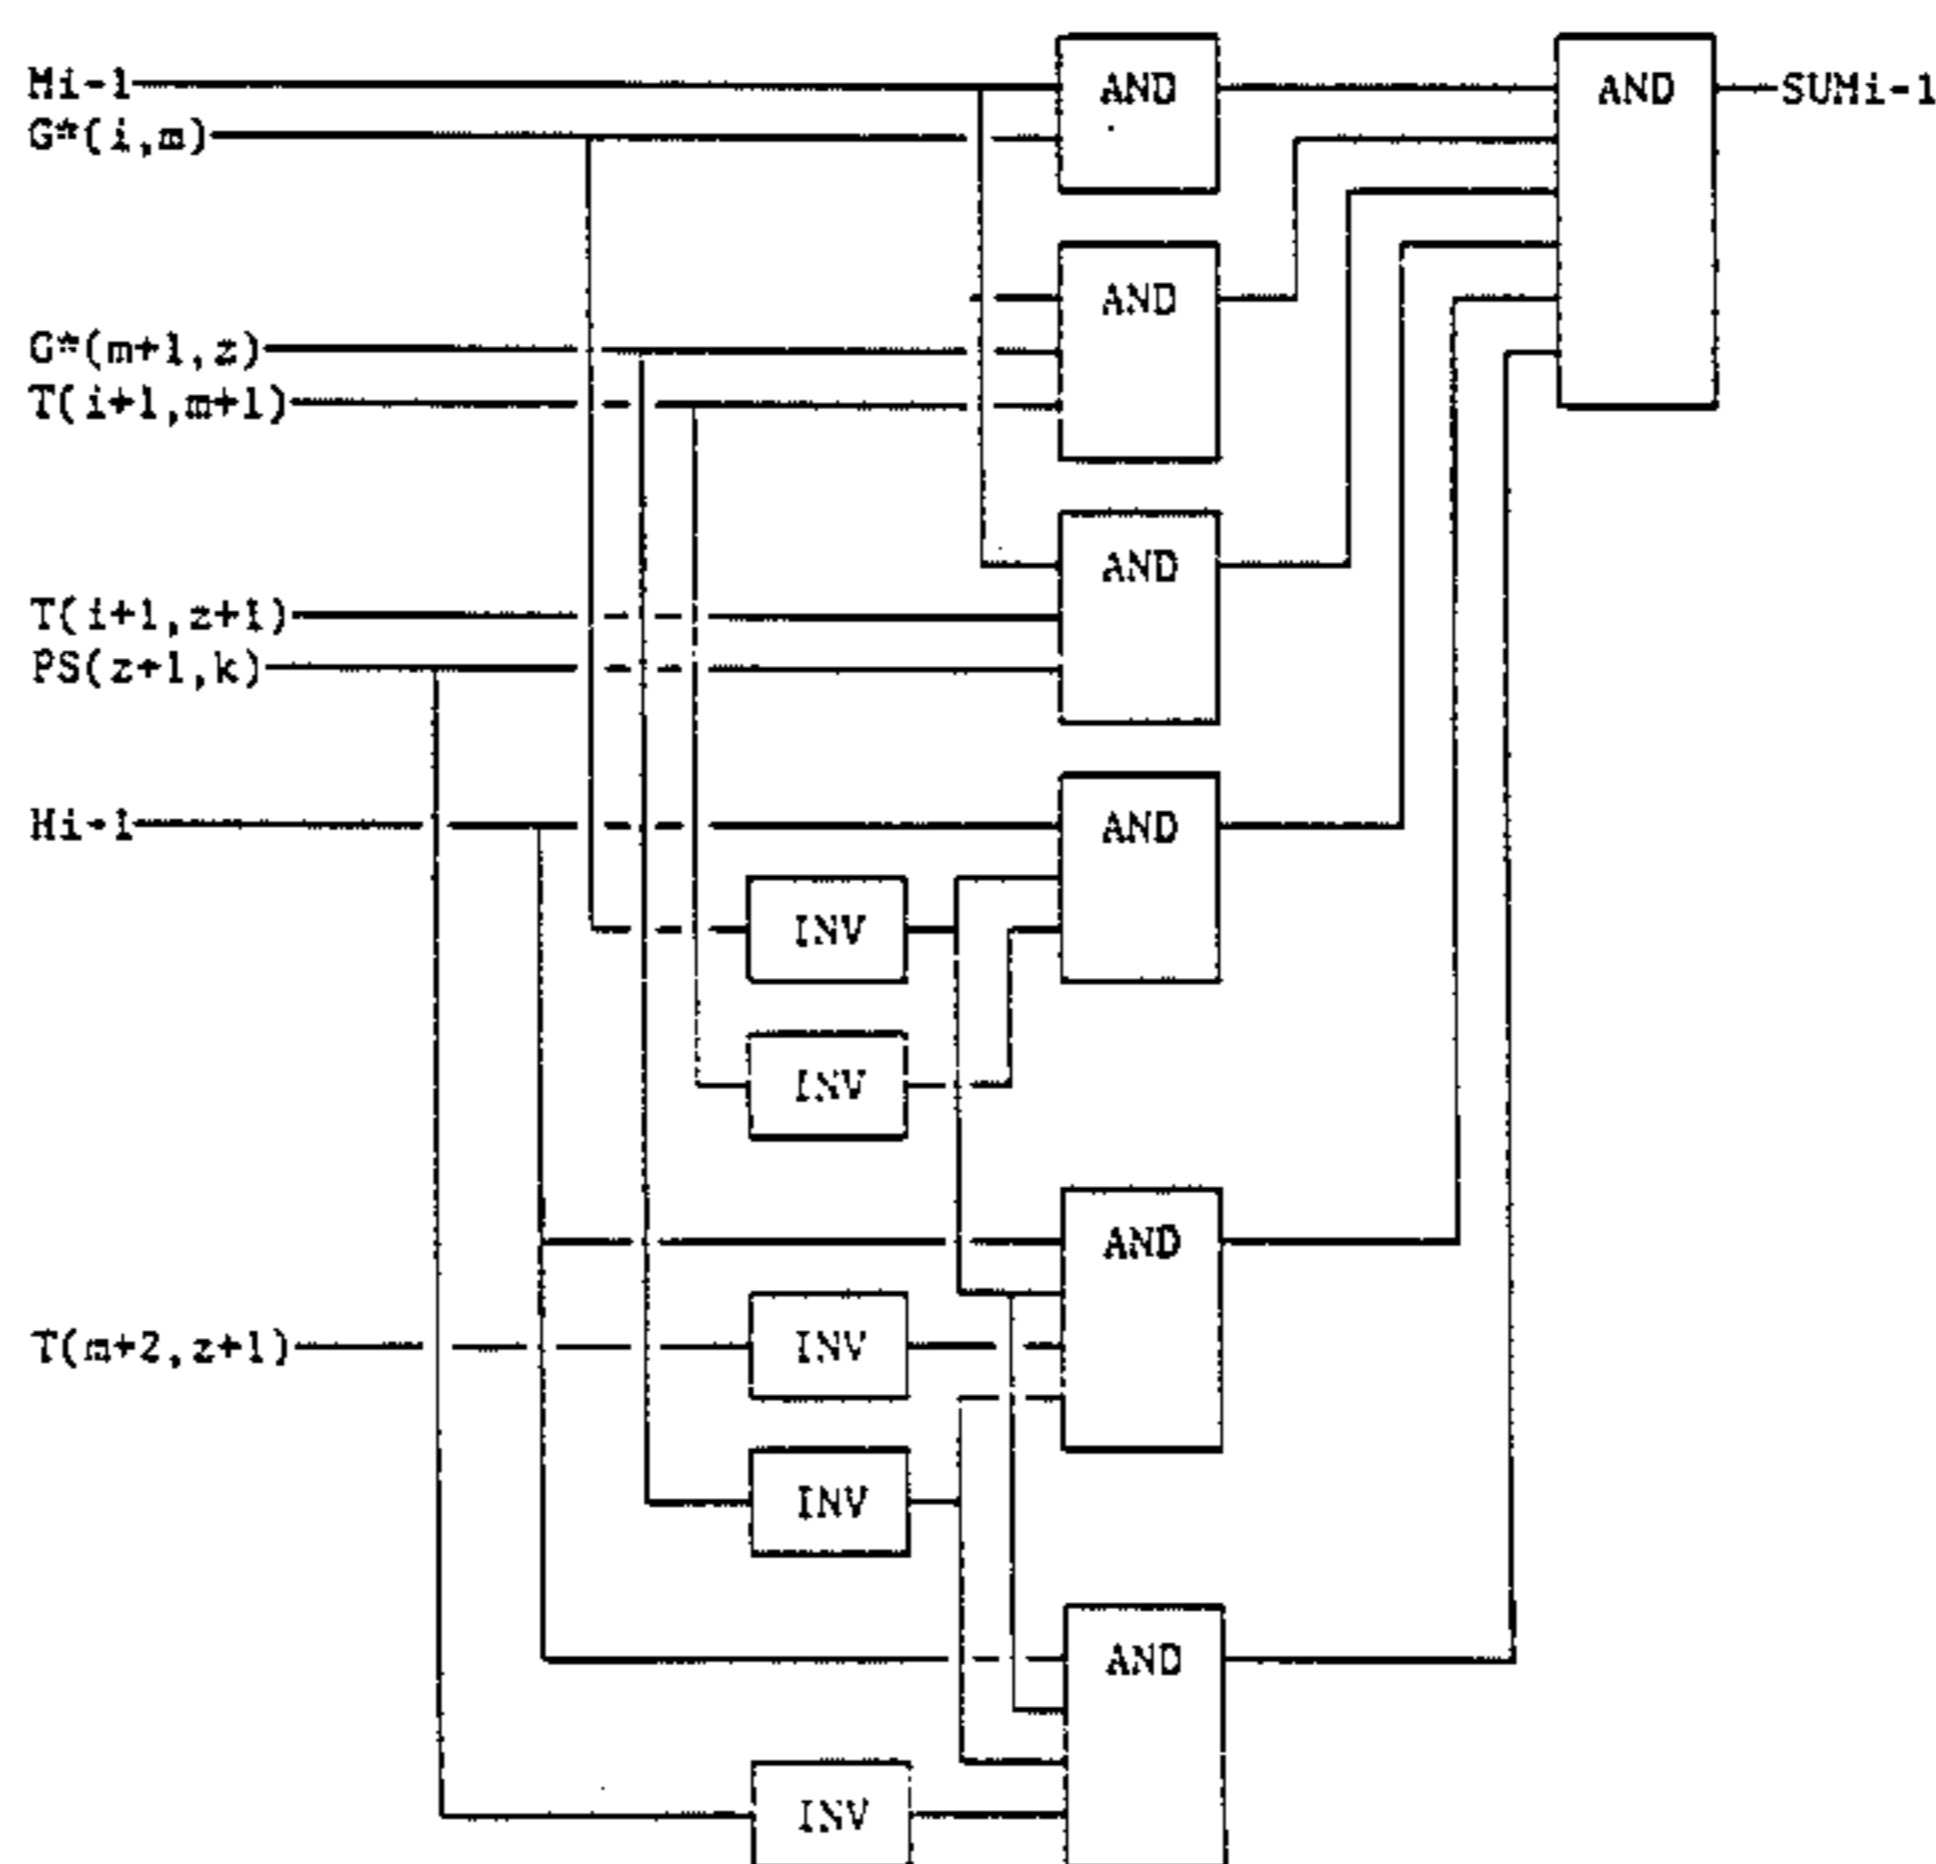 Mi-1
AND
AND
SUMi-1
G*(i,m)
AND
G*(m+1,z)
T(i+1,m+1)
AND
T(i+1,z+1)
PS(z+1,k)
Hi-1
AND
INV
INV
AND
T(m+2,z+1)
INV
INV
AND
INV